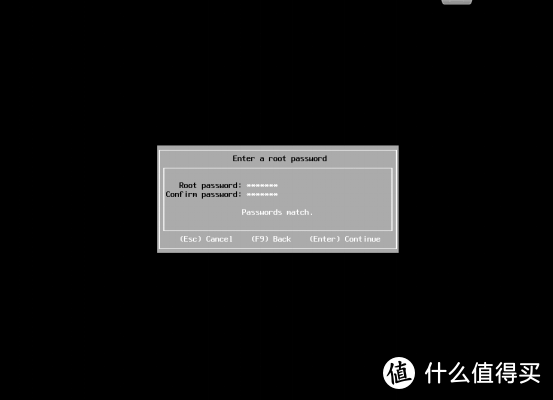 Enter a root password
Root password: *******
Confirm password: *******
Passwords match.
(Esc) Cancel (F9) Back (Enter) Continue
值 什么值得买